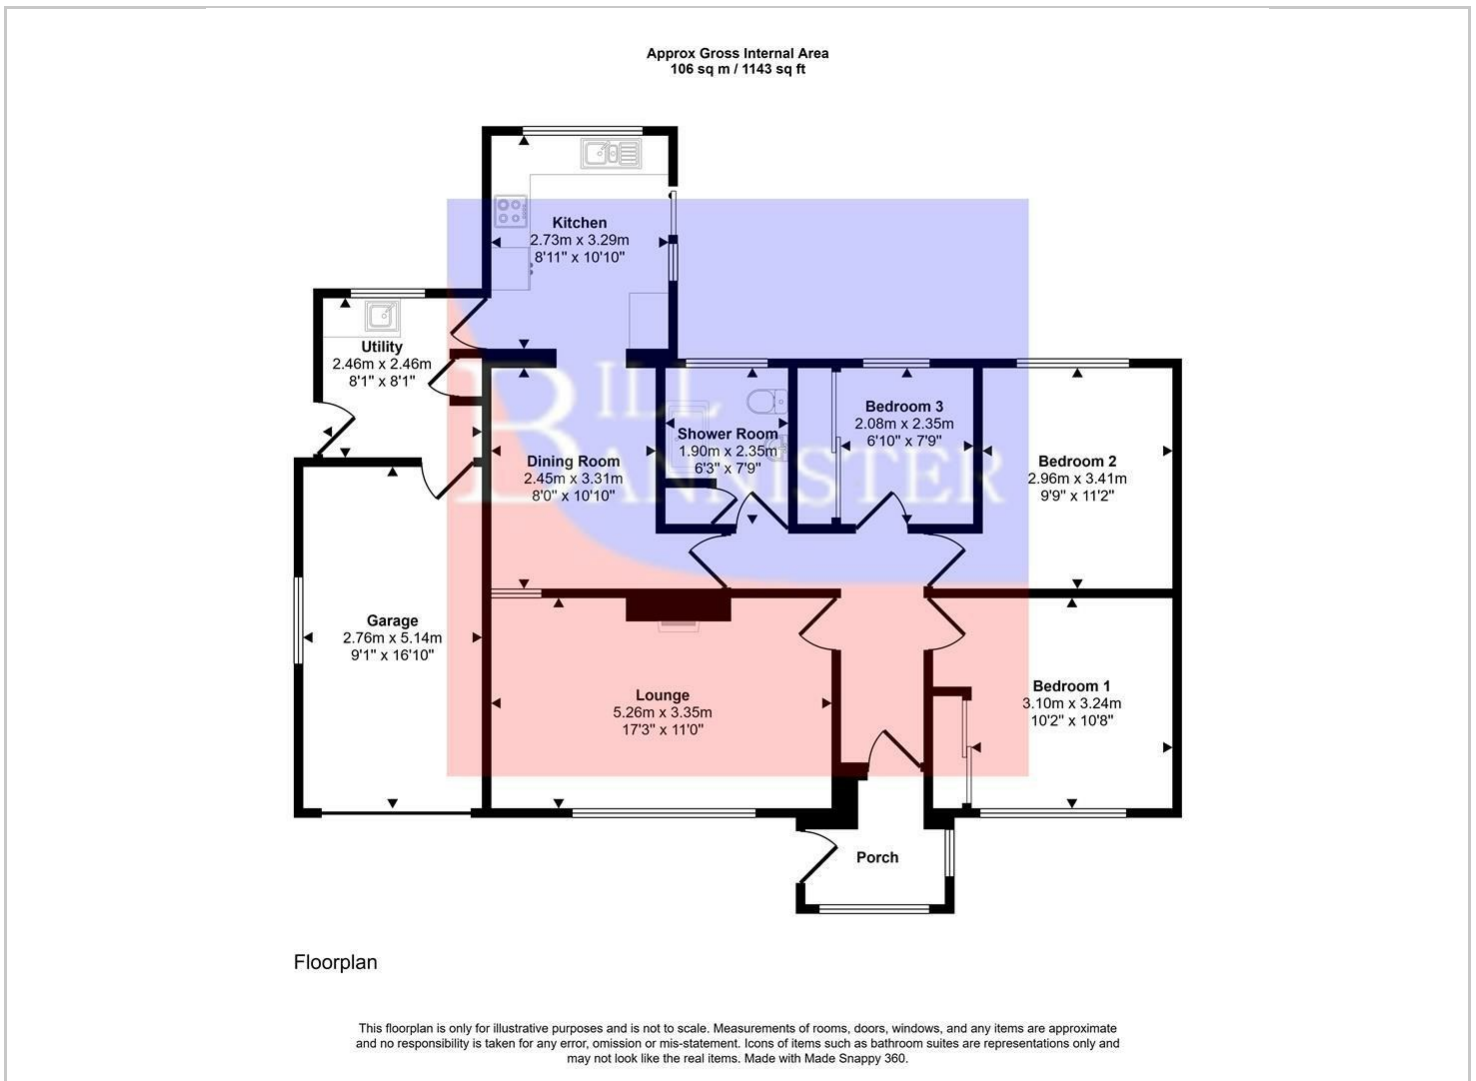 Approx Gross Internal Area
106 sq m / 1143 sq ft
Kitchen
2.73m x 3.29m
8'11" x 10'10"
Utility
2.46m x 2.46m
8'1" x 8'1"
BILL
BANNISTER
Dining Room
2.45m x 3.31m
8'0" x 10'10"
Shower Room
1.90m x 2.35m
6'3" x 7'9"
Bedroom 3
2.08m x 2.35m
6'10" x 7'9"
Bedroom 2
2.96m x 3.41m
9'9" x 11'2"
Garage
2.76m x 5.14m
9'1" x 16'10"
Lounge
5.26m x 3.35m
17'3" x 11'0"
Bedroom 1
3.10m x 3.24m
10'2" x 10'8"
Porch
Floorplan
This floorplan is only for illustrative purposes and is not to scale. Measurements of rooms, doors, windows, and any items are approximate
and no responsibility is taken for any error, omission or mis-statement. Icons of items such as bathroom suites are representations only and
may not look like the real items. Made with Made Snappy 360.